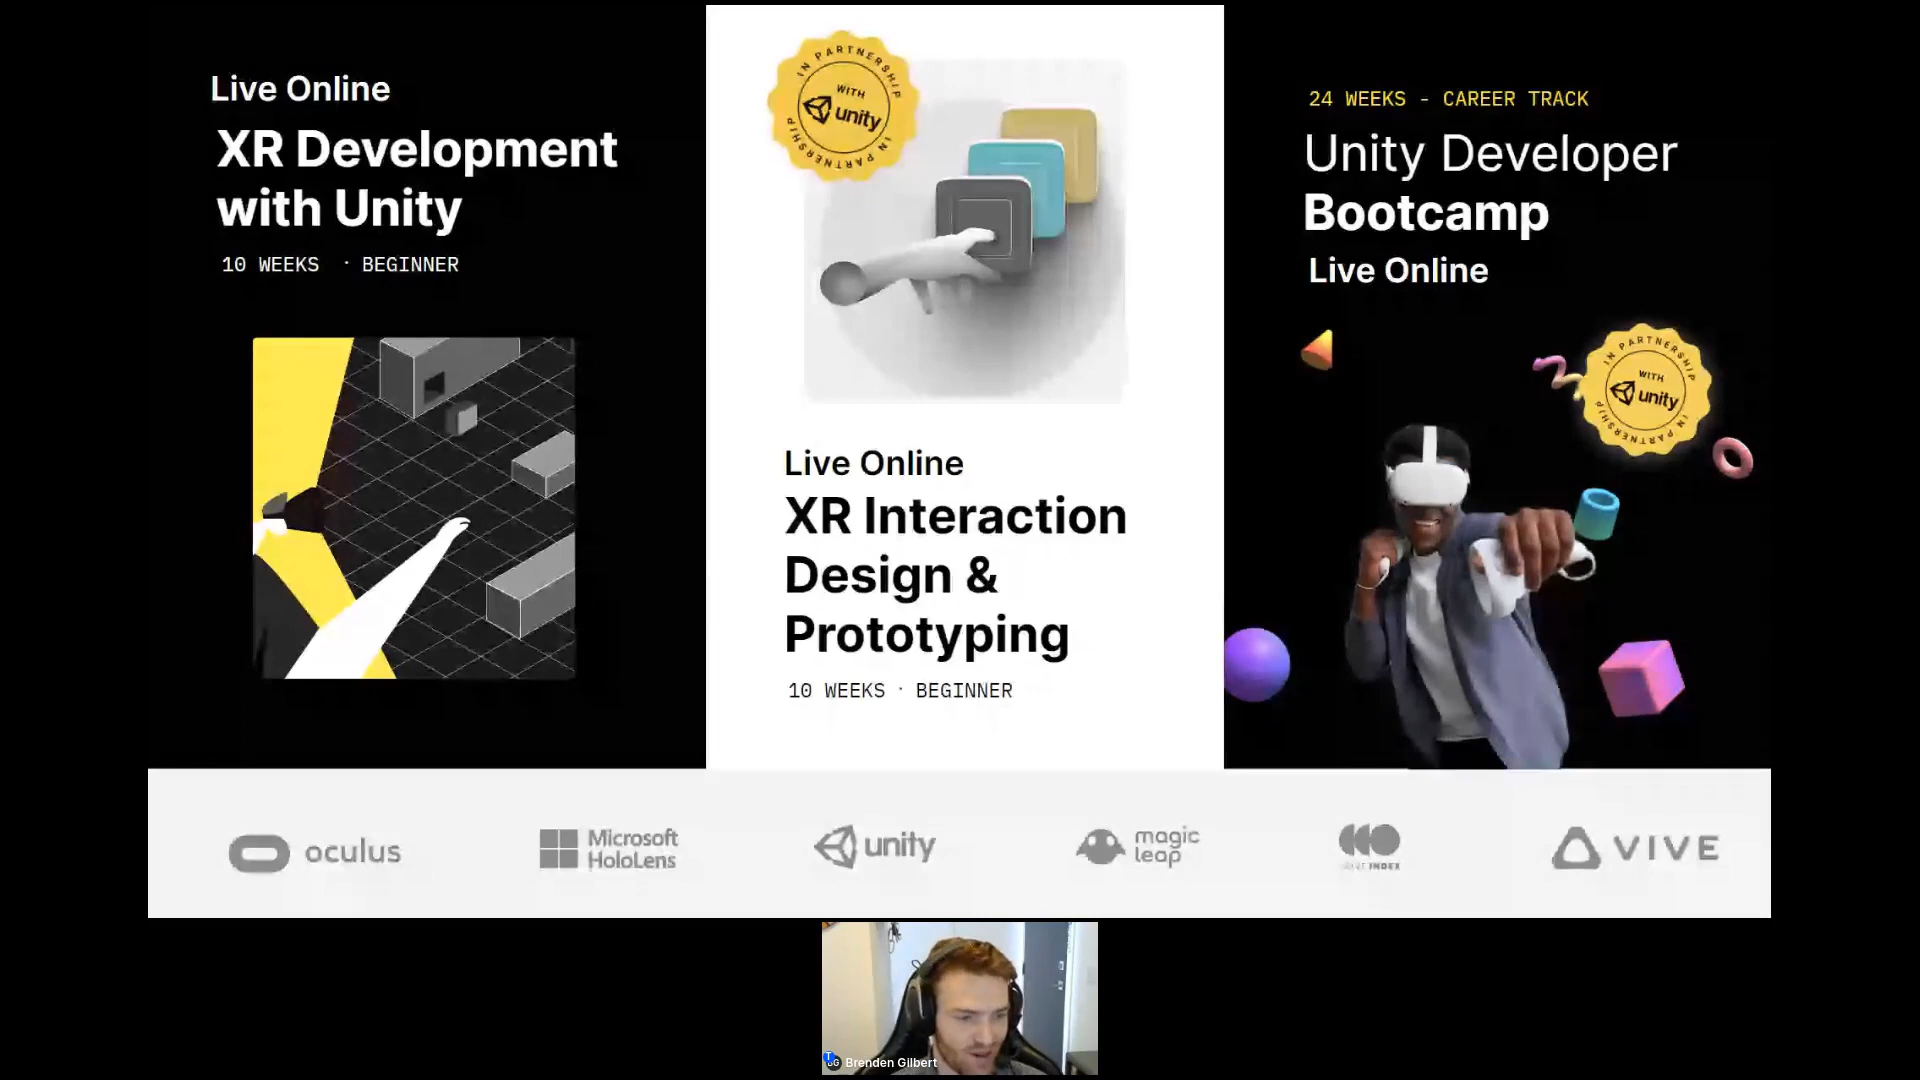 Live Online
XR Development
with Unity
10 WEEKS · BEGINNER
IN PARTNERSHIP
WITH
unity
IN PARTNERSHIP
Live Online
XR Interaction
Design &
Prototyping
10 WEEKS · BEGINNER
24 WEEKS - CAREER TRACK
Unity Developer
Bootcamp
Live Online
IN PARTNERSHIP
WITH
unity
IN PARTNERSHIP
oculus
Microsoft
HoloLens
unity
magic
leap
INDEX
VIVE
Brenden Gilbert